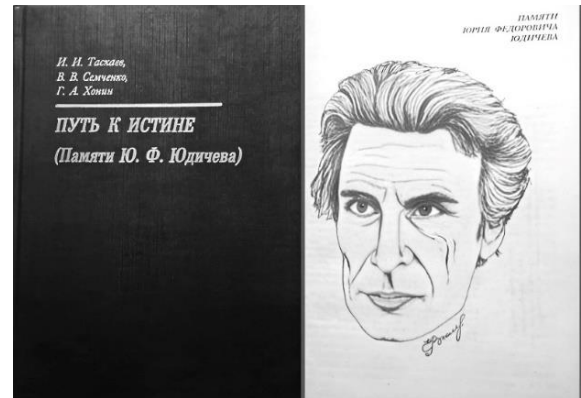 И. И. Таскаев,
В. В. Семченко,
Г. А. Хонин
ПУТЬ К ИСТИНЕ
(Памяти Ю. Ф. Юдичева)
ПАМЯТИ
ЮРИЯ ФЕДОРОВИЧА
ЮДИЧЕВА